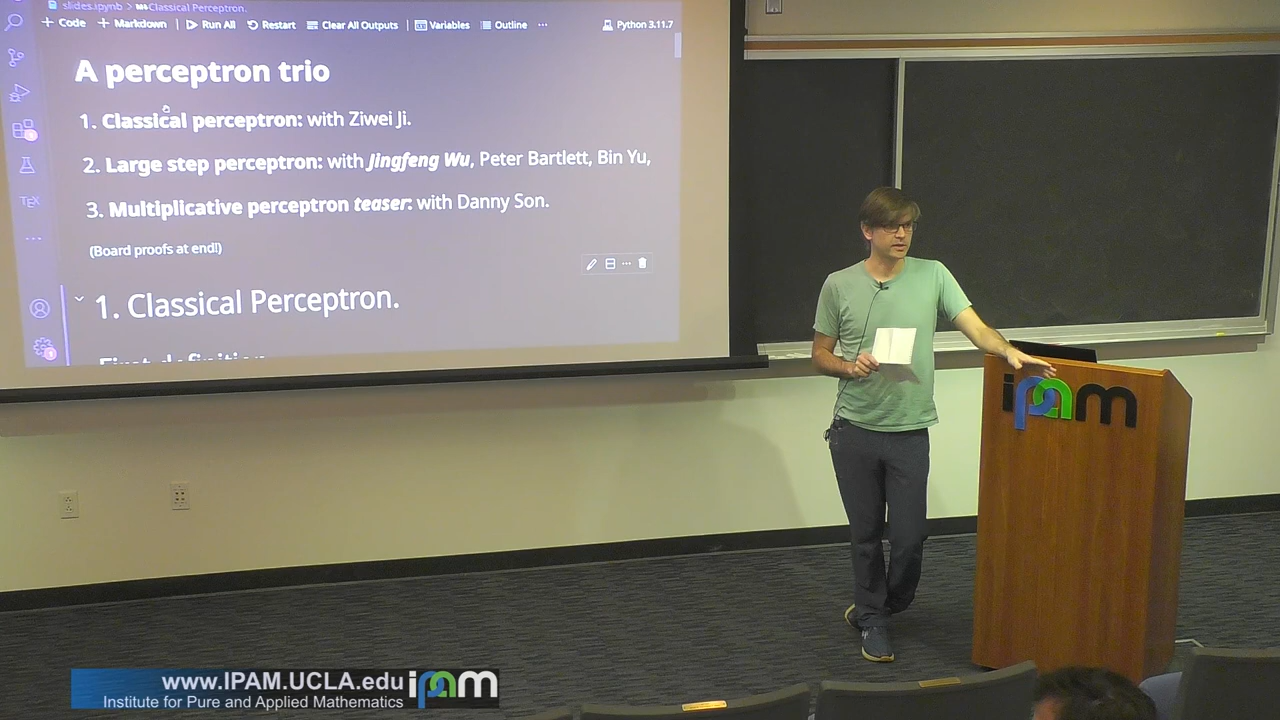 slides.ipynb > Classical Perceptron.
+ Code + Markdown | Run All Restart Clear All Outputs | Variables Outline ... Python 3.11.7
A perceptron trio
1. Classical perceptron: with Ziwei Ji.
2. Large step perceptron: with Jingfeng Wu, Peter Bartlett, Bin Yu,
3. Multiplicative perceptron teaser: with Danny Son.
(Board proofs at end!)
1. Classical Perceptron.
First definition
TEX
ipam
www.IPAM.UCLA.edu ipam
Institute for Pure and Applied Mathematics